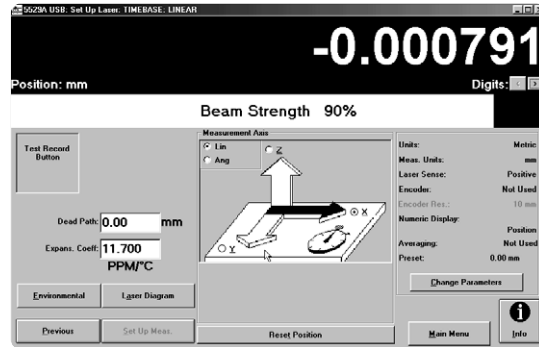 5529A USB: Set Up Laser: TIMEBASE: LINEAR
-0.000791
Position: mm
Digits:
Beam Strength 90%
Test Record
Button
Dead Path: 0.00 mm
Expans. Coeff: 11.700
PPM/°C
Environmental
Laser Diagram
Previous
Set Up Meas.
Measurement Axis
Lin
Ang
Z
X
Y
Reset Position
Units: Metric
Meas. Units: mm
Laser Sense: Positive
Encoder: Not Used
Encoder Res.: 10 mm
Numeric Display:
Position
Averaging: Not Used
Preset: 0.00 mm
Change Parameters
Main Menu
Info